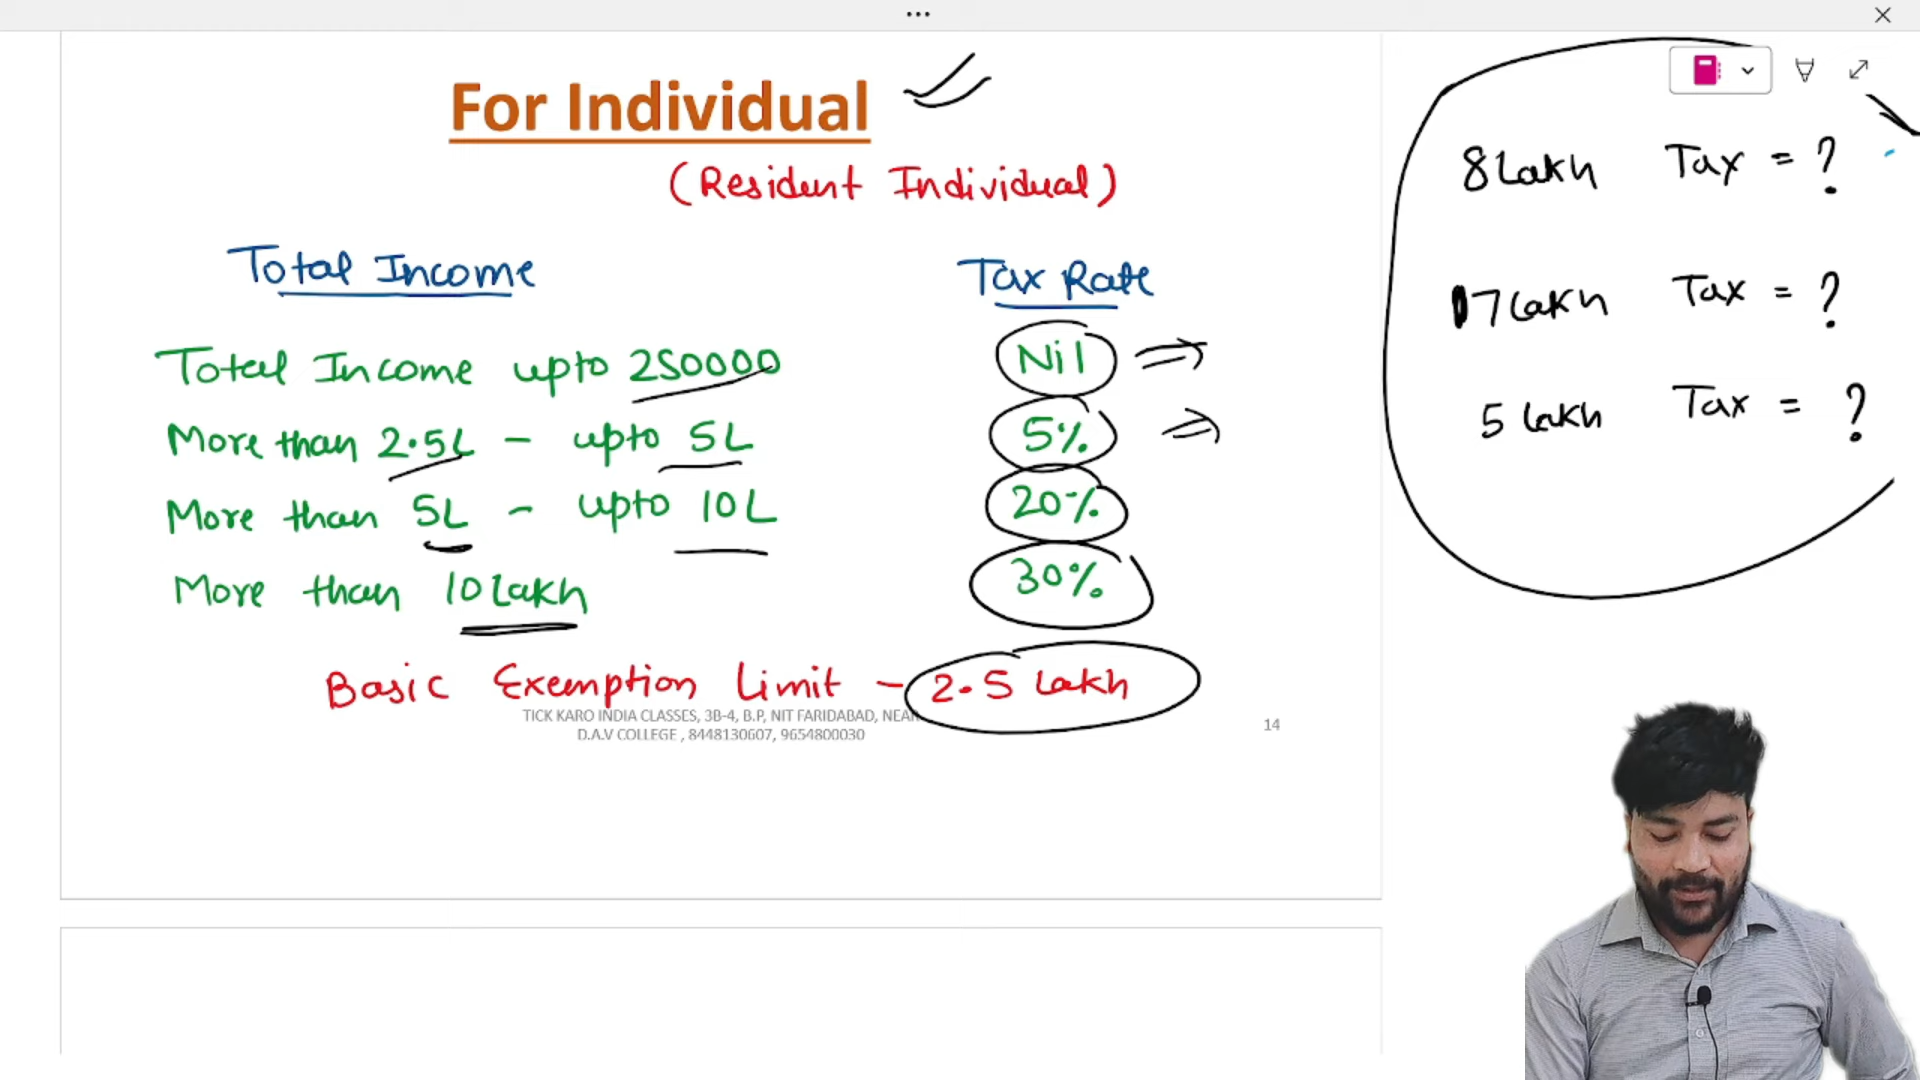 For Individual
(Resident Individual)
Total Income Tax Rate
Total Income upto 250000 Nil ⇒
More than 2.5L - upto 5L 5% ⇒
More than 5L - upto 10L 20%
More than 10 Lakh 30%
Basic Exemption Limit - 2.5 Lakh
TICK KARO INDIA CLASSES, 3B-4, B.P, NIT FARIDABAD, NEAR
D.A.V COLLEGE , 8448130607, 9654800030
14
8 Lakh Tax = ?
7 Lakh Tax = ?
5 Lakh Tax = ?